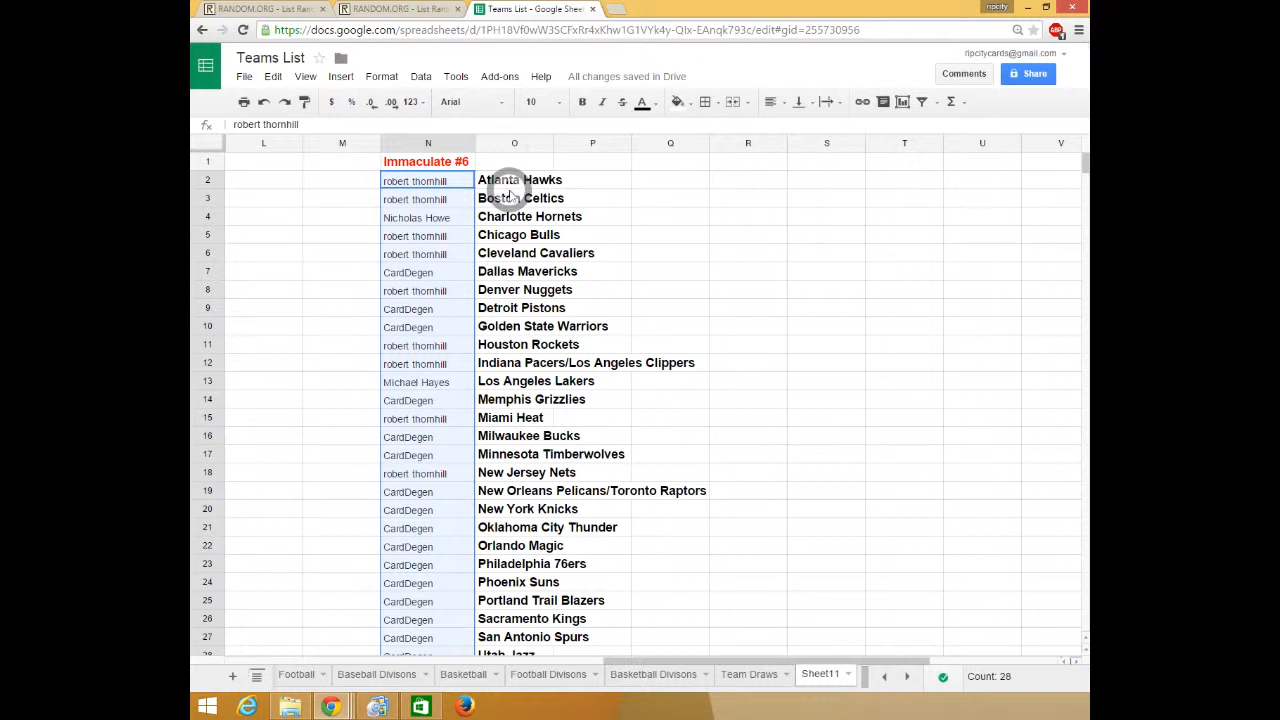 RANDOM.ORG - List Ran
RANDOM.ORG - List Ran
Teams List - Google Sheet
ripcity
https://docs.google.com/spreadsheets/d/1PH18Vf0wW3SCFxRr4xKhw1G1VYk4y-QIx-EAnqk793c/edit#gid=255730956
ABP
Teams List
ripcitycards@gmail.com
File Edit View Insert Format Data Tools Add-ons Help All changes saved in Drive
Comments Share
$ % .0 .00 123 Arial 10 B I S A Σ
fx robert thornhill
L M N O P Q R S T U V
1 Immaculate #6
2 robert thornhill Atlanta Hawks
3 robert thornhill Boston Celtics
4 Nicholas Howe Charlotte Hornets
5 robert thornhill Chicago Bulls
6 robert thornhill Cleveland Cavaliers
7 CardDegen Dallas Mavericks
8 robert thornhill Denver Nuggets
9 CardDegen Detroit Pistons
10 CardDegen Golden State Warriors
11 robert thornhill Houston Rockets
12 robert thornhill Indiana Pacers/Los Angeles Clippers
13 Michael Hayes Los Angeles Lakers
14 CardDegen Memphis Grizzlies
15 robert thornhill Miami Heat
16 CardDegen Milwaukee Bucks
17 CardDegen Minnesota Timberwolves
18 robert thornhill New Jersey Nets
19 CardDegen New Orleans Pelicans/Toronto Raptors
20 CardDegen New York Knicks
21 CardDegen Oklahoma City Thunder
22 CardDegen Orlando Magic
23 CardDegen Philadelphia 76ers
24 CardDegen Phoenix Suns
25 CardDegen Portland Trail Blazers
26 CardDegen Sacramento Kings
27 CardDegen San Antonio Spurs
28 CardDegen Utah Jazz
Football Baseball Divisons Basketball Football Divisons Basketball Divisons Team Draws Sheet11 Count: 28